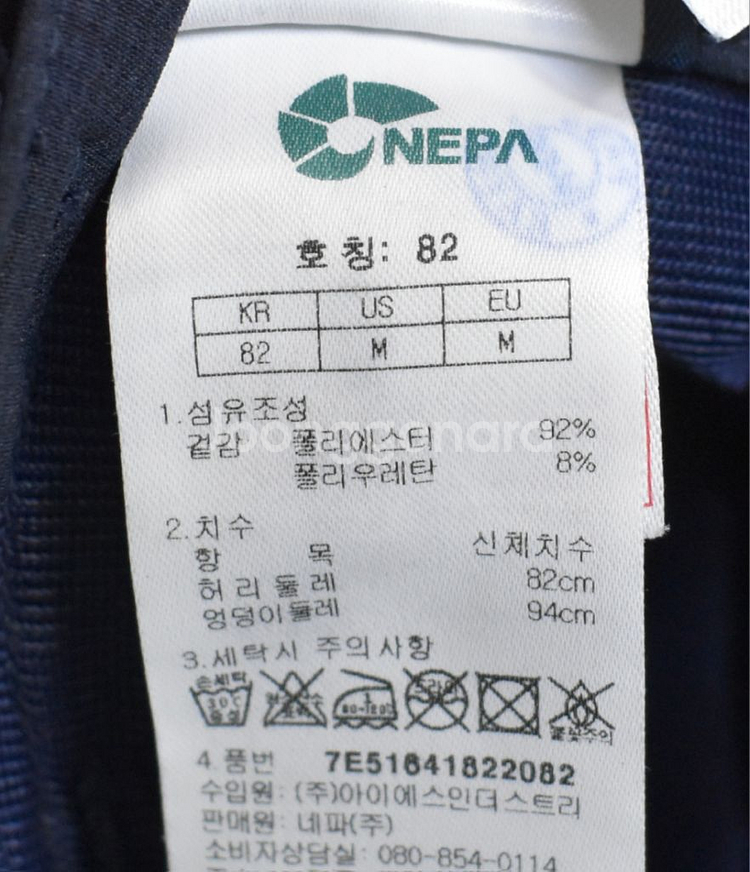 NEPA
호 칭: 82
KR US EU
82 M M
1.섬유조성
겉감 폴리에스터 92%
폴리우레탄 8%
2.치수
항 목 신체치수
허 리 둘 레 82cm
엉덩이둘레 94cm
3.세탁시 주의사항
손세탁
30℃
중성
80-120℃
드라이
불꽃주의
4.품번 7E51641822082
수입원: (주)아이에스인더스트리
판매원: 네파(주)
소비자상담실: 080-854-0114